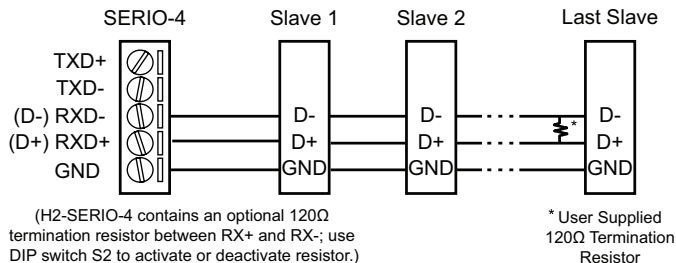 SERIO-4 Slave 1 Slave 2 Last Slave
TXD+
TXD-
(D-) RXD- D- D- D-
*
(D+) RXD+ D+ D+ D+
GND GND GND GND
(H2-SERIO-4 contains an optional 120Ω
termination resistor between RX+ and RX-; use
DIP switch S2 to activate or deactivate resistor.)
* User Supplied
120Ω Termination
Resistor